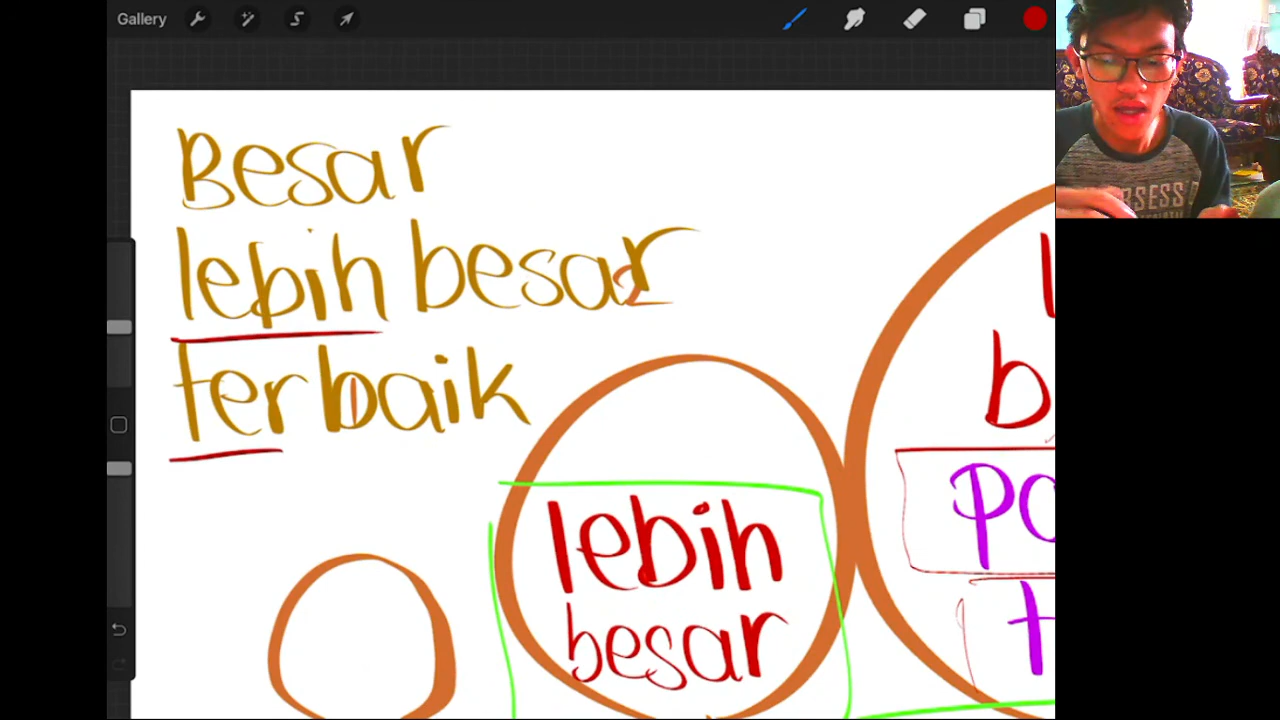 Gallery
Besar
lebih besar
terbaik
lebih
besar